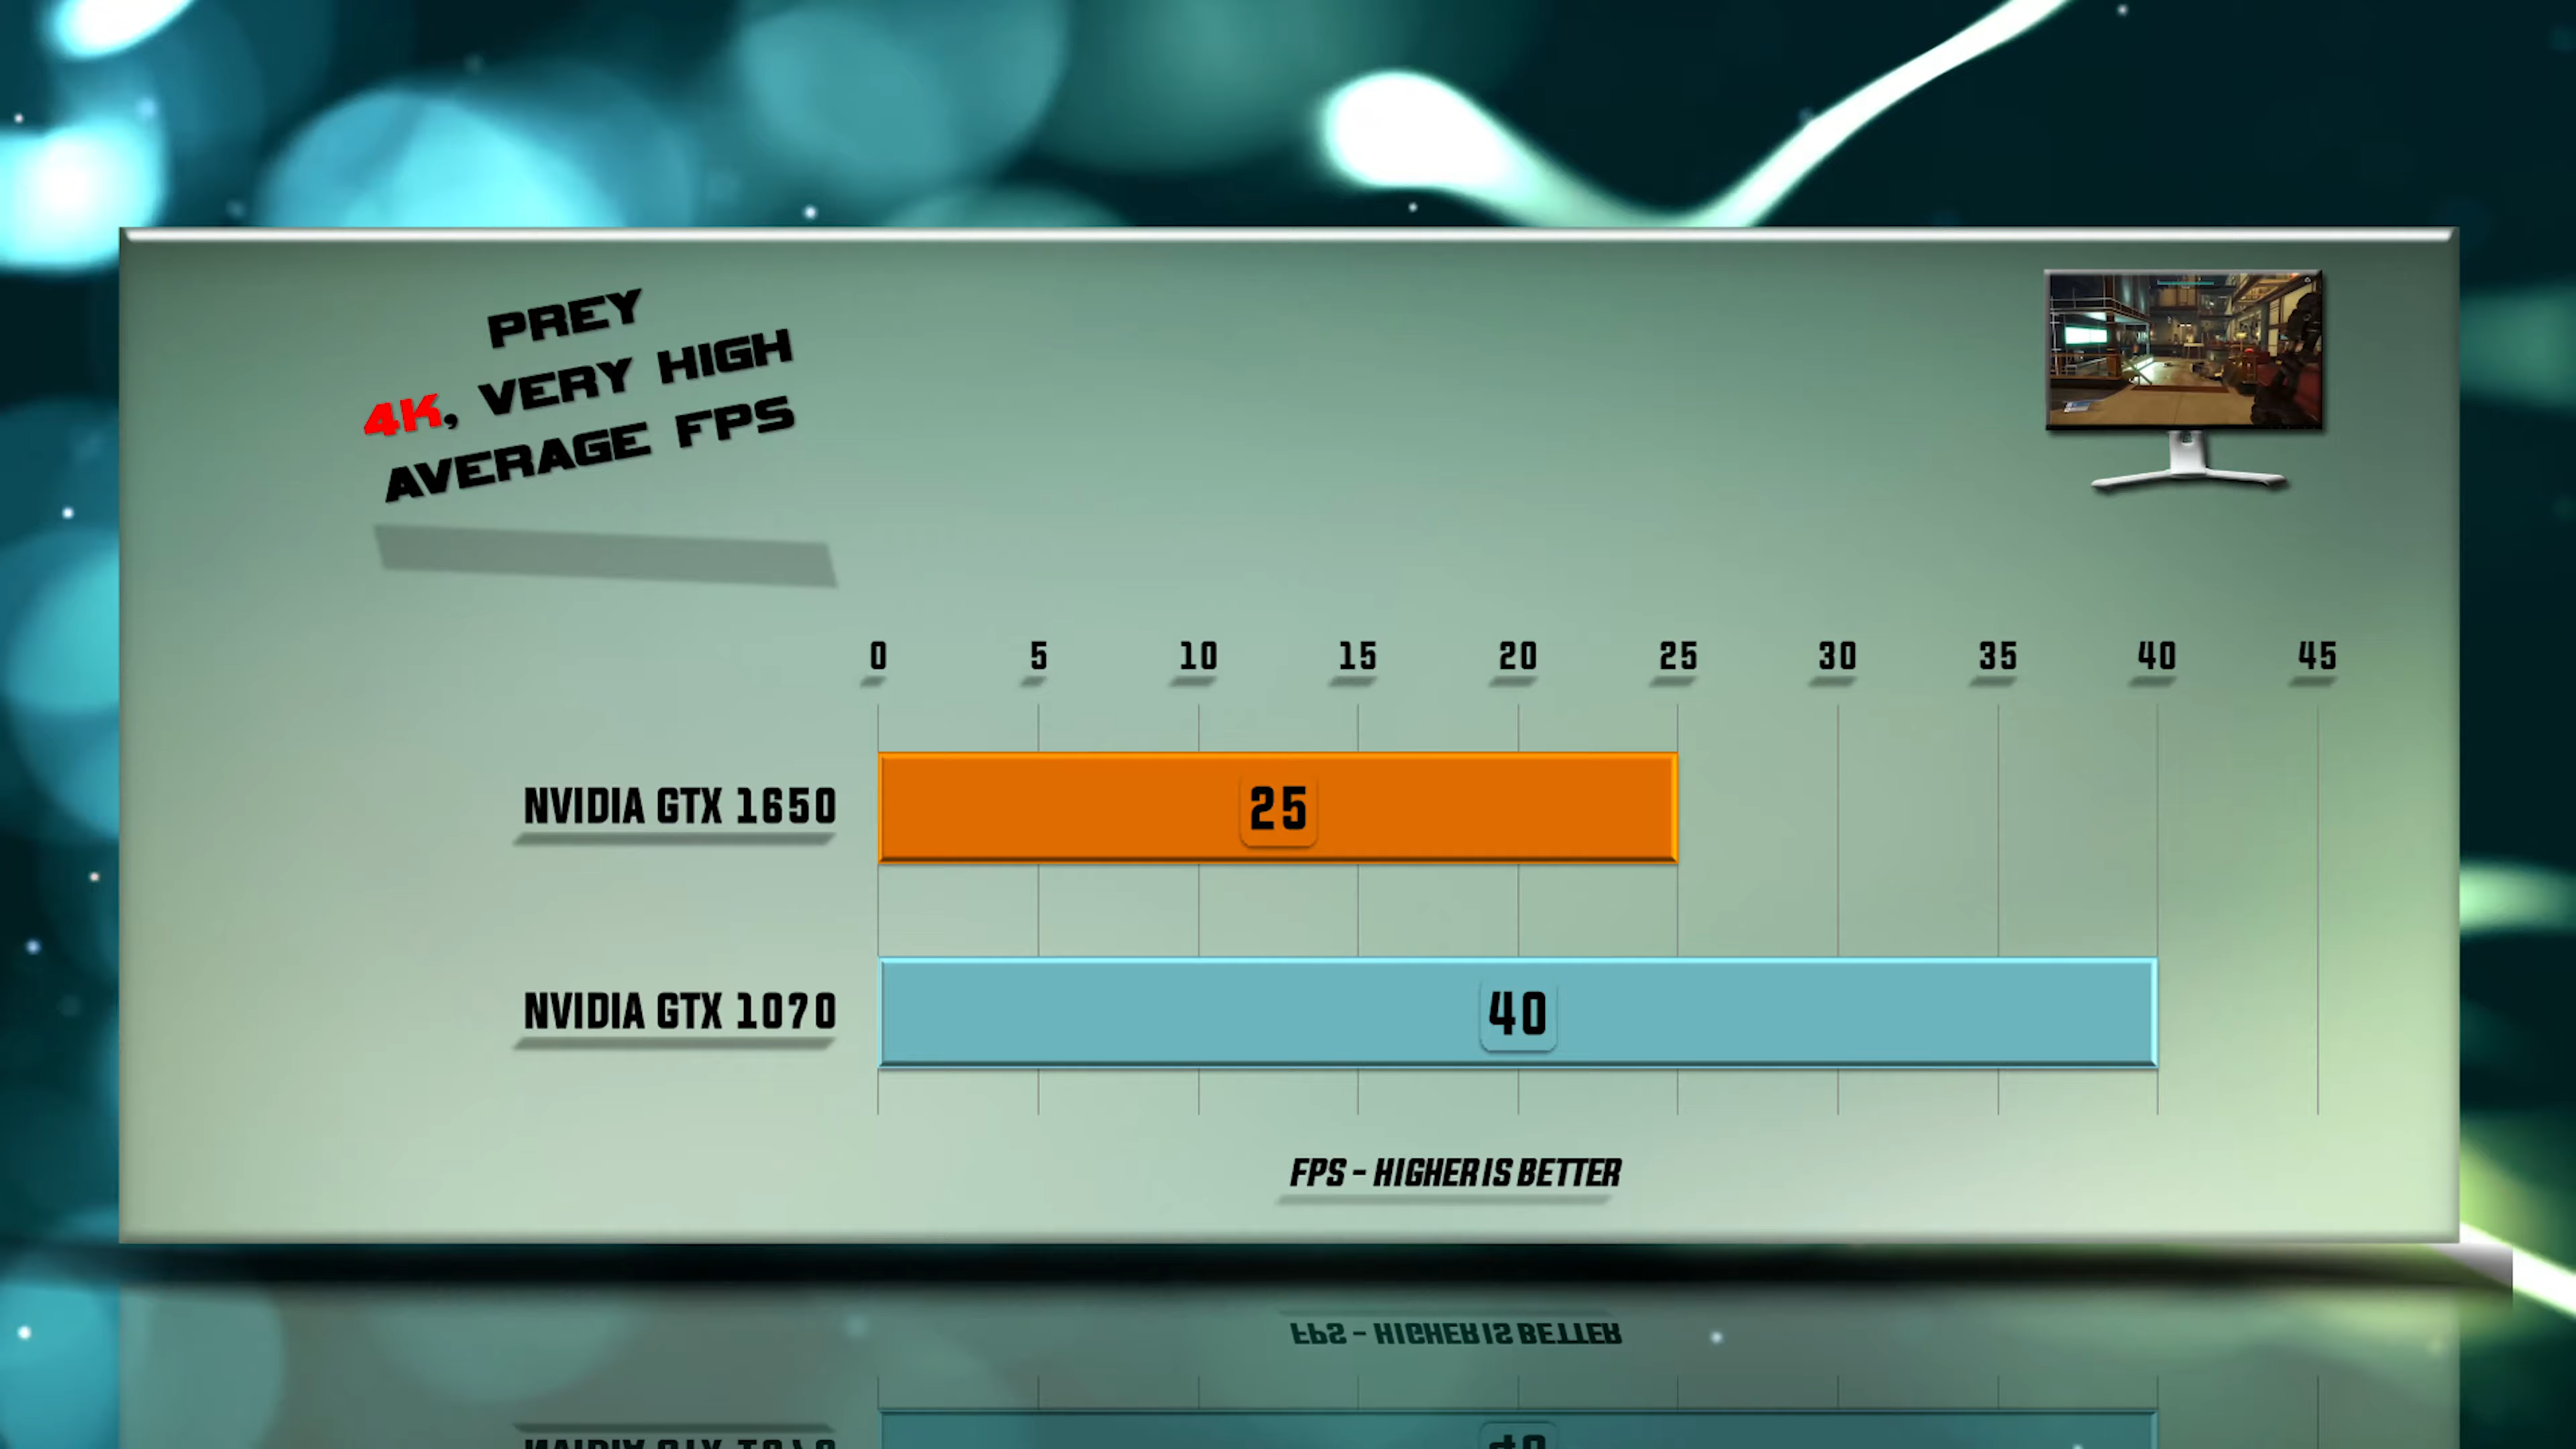 PREY
4K, VERY HIGH
AVERAGE FPS
0 5 10 15 20 25 30 35 40 45
NVIDIA GTX 1650 25
NVIDIA GTX 1070 40
FPS - HIGHER IS BETTER